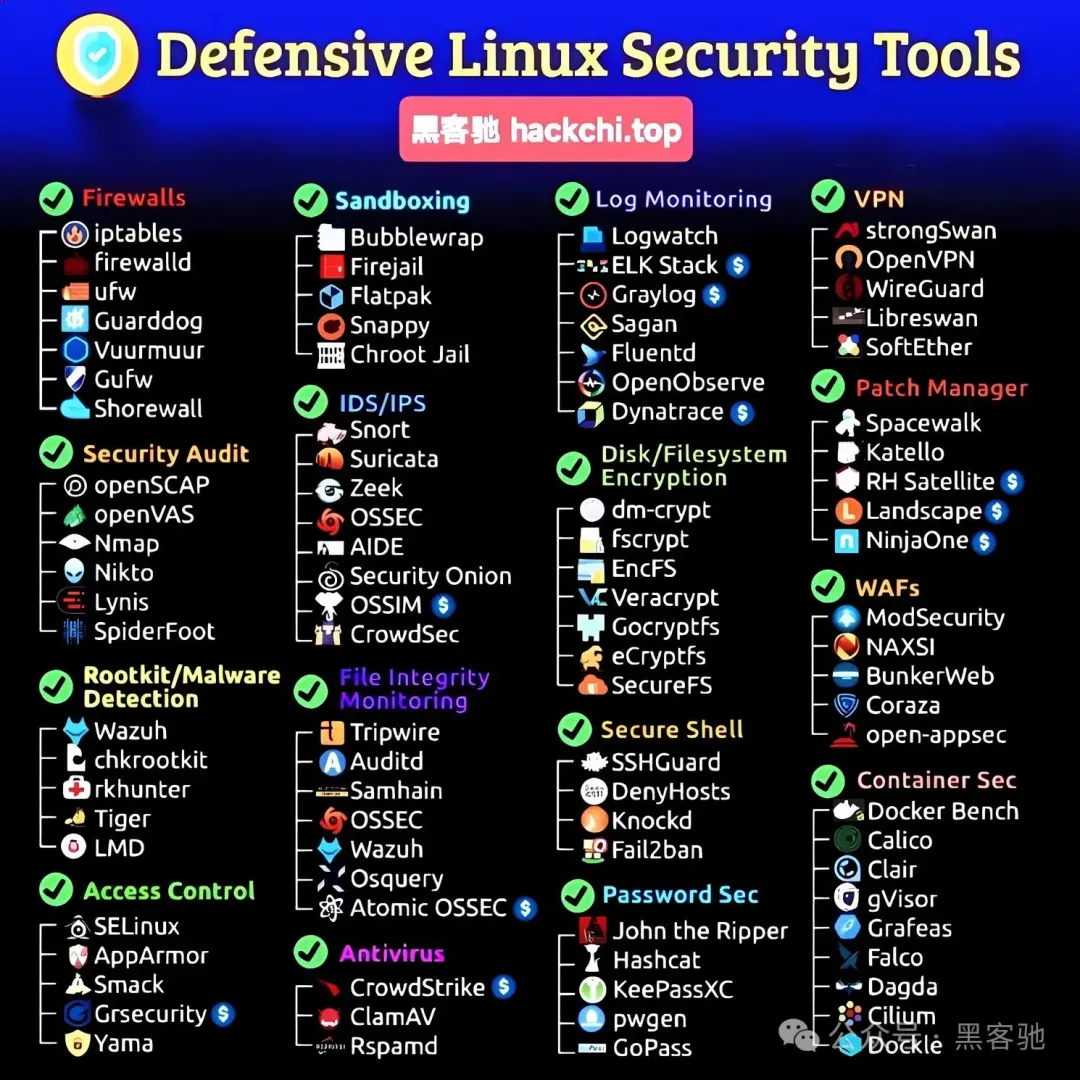 Defensive Linux Security Tools
黑客驰 hackchi.top
Firewalls
iptables
firewalld
ufw
Guarddog
Vuurmuur
Gufw
Shorewall
Security Audit
openSCAP
openVAS
Nmap
Nikto
Lynis
SpiderFoot
Rootkit/Malware
Detection
Wazuh
chkrootkit
rkhunter
Tiger
LMD
Access Control
SELinux
AppArmor
Smack
Grsecurity $
Yama
Sandboxing
Bubblewrap
Firejail
Flatpak
Snappy
Chroot Jail
IDS/IPS
Snort
Suricata
Zeek
OSSEC
AIDE
Security Onion
OSSIM $
CrowdSec
File Integrity
Monitoring
Tripwire
Auditd
Samhain
OSSEC
Wazuh
Osquery
Atomic OSSEC $
Antivirus
CrowdStrike $
ClamAV
Rspamd
Log Monitoring
Logwatch
ELK Stack $
Graylog $
Sagan
Fluentd
OpenObserve
Dynatrace $
Disk/Filesystem
Encryption
dm-crypt
fscrypt
EncFS
Veracrypt
Gocryptfs
eCryptfs
SecureFS
Secure Shell
SSHGuard
DenyHosts
Knockd
Fail2ban
Password Sec
John the Ripper
Hashcat
KeePassXC
pwgen
GoPass
VPN
strongSwan
OpenVPN
WireGuard
Libreswan
SoftEther
Patch Manager
Spacewalk
Katello
RH Satellite $
Landscape $
NinjaOne $
WAFs
ModSecurity
NAXSI
BunkerWeb
Coraza
open-appsec
Container Sec
Docker Bench
Calico
Clair
gVisor
Grafeas
Falco
Dagda
Cilium
Dockle
公众号 · 黑客驰